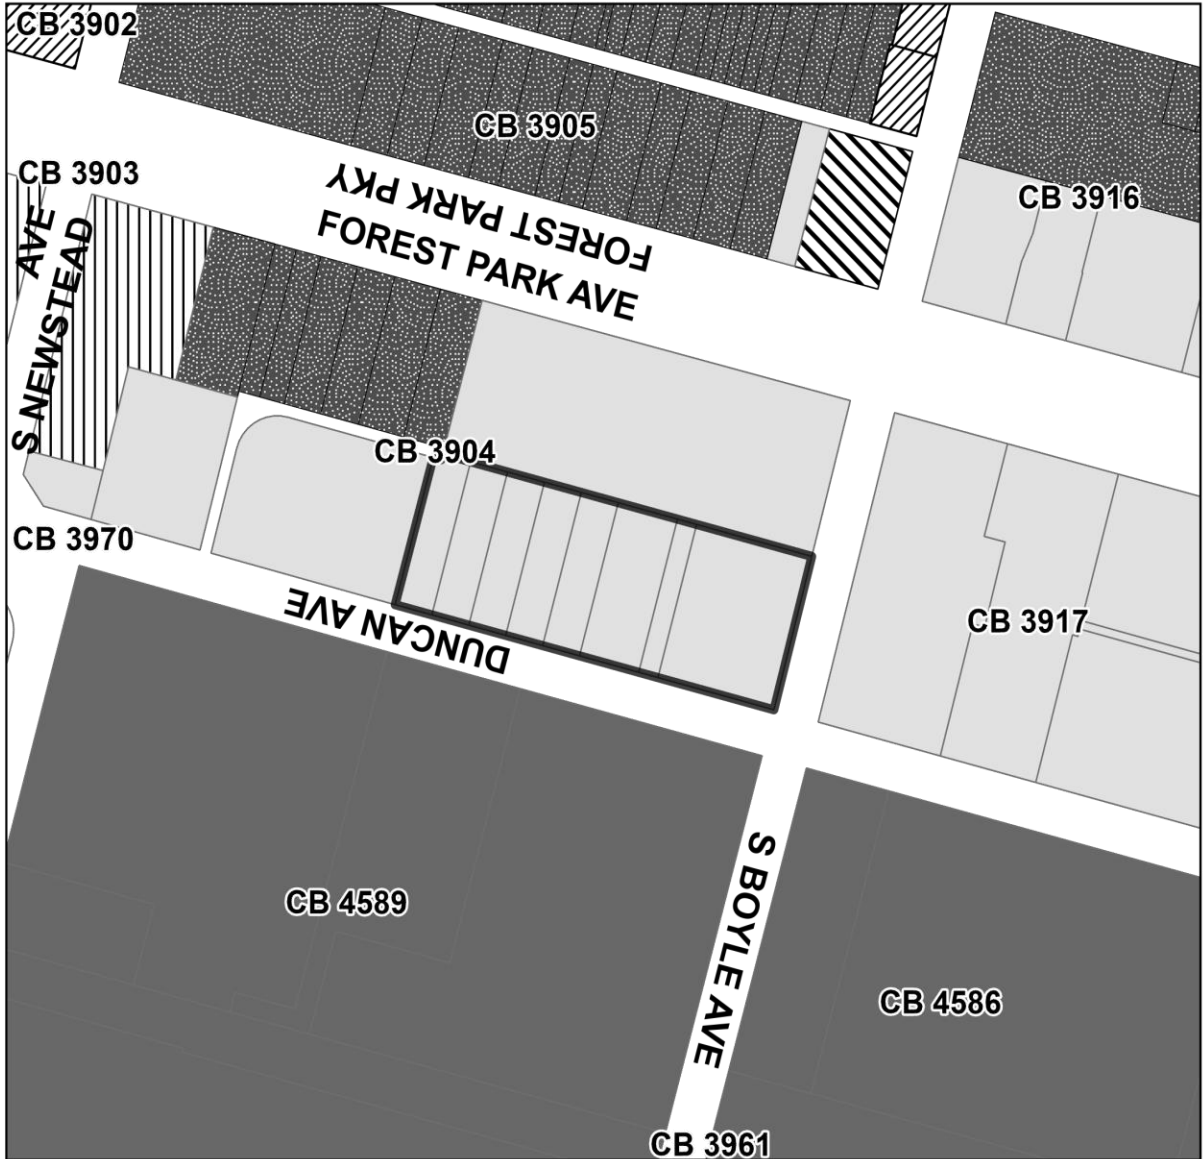 CB 3902
CB 3905
CB 3903
CB 3916
FOREST PARK PKY
FOREST PARK AVE
S NEWSTEAD
AVE
CB 3904
CB 3970
DUNCAN AVE
CB 3917
S BOYLE AVE
CB 4589
CB 4586
CB 3961